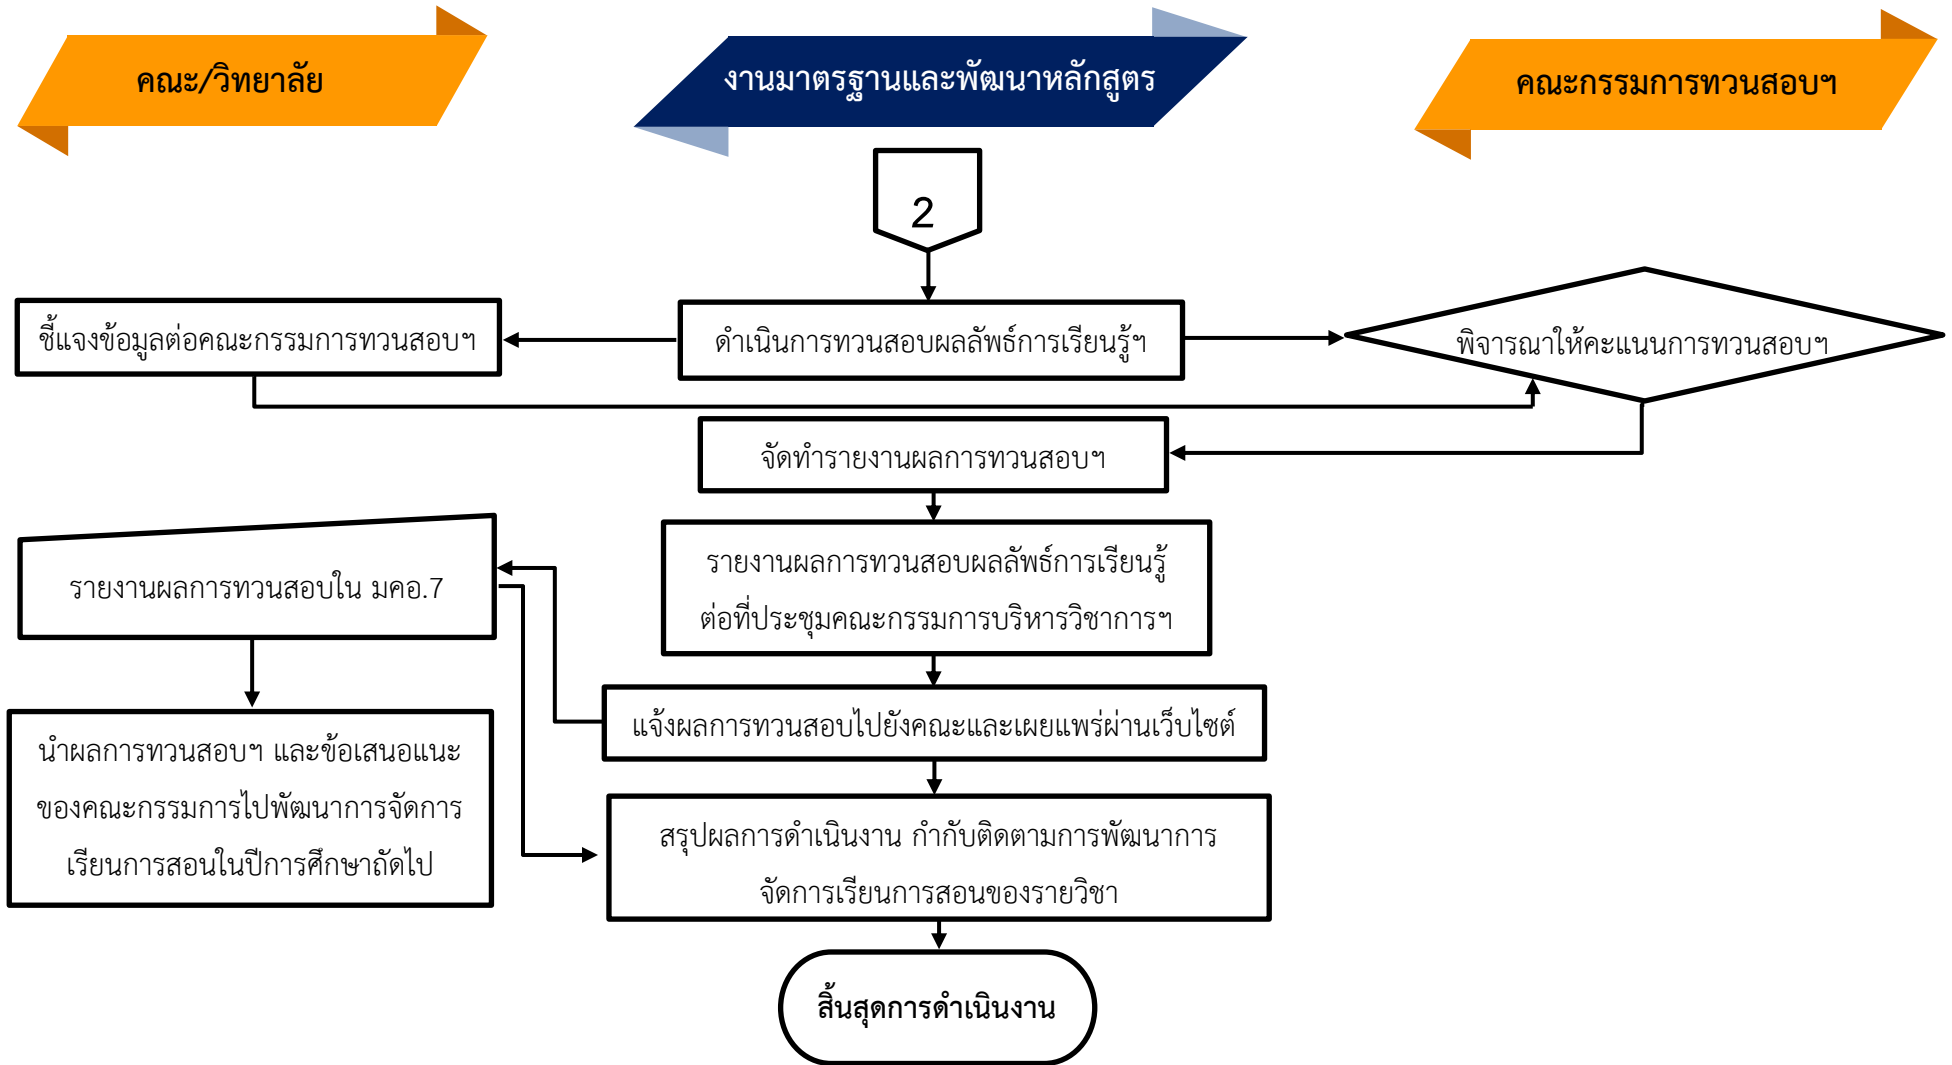 คณะ/วิทยาลัย
งานมาตรฐานและพัฒนาหลักสูตร
คณะกรรมการทวนสอบฯ
2
ชี้แจงข้อมูลต่อคณะกรรมการทวนสอบฯ
ดำเนินการทวนสอบผลลัพธ์การเรียนรู้ฯ
พิจารณาให้คะแนนการทวนสอบฯ
จัดทำรายงานผลการทวนสอบฯ
รายงานผลการทวนสอบใน มคอ.7
รายงานผลการทวนสอบผลลัพธ์การเรียนรู้
ต่อที่ประชุมคณะกรรมการบริหารวิชาการฯ
แจ้งผลการทวนสอบไปยังคณะและเผยแพร่ผ่านเว็บไซต์
นำผลการทวนสอบฯ และข้อเสนอแนะ
ของคณะกรรมการไปพัฒนาการจัดการ
เรียนการสอนในปีการศึกษาถัดไป
สรุปผลการดำเนินงาน กำกับติดตามการพัฒนาการ
จัดการเรียนการสอนของรายวิชา
สิ้นสุดการดำเนินงาน